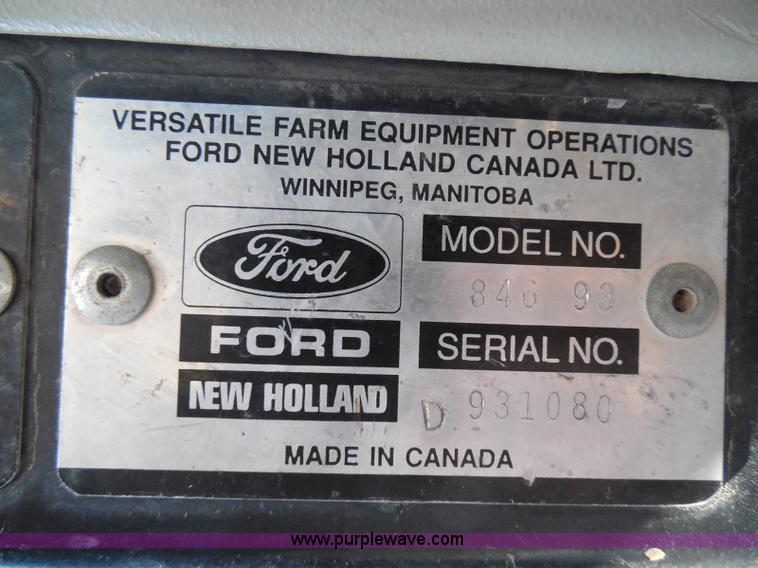 VERSATILE FARM EQUIPMENT OPERATIONS
FORD NEW HOLLAND CANADA LTD.
WINNIPEG, MANITOBA
Ford
MODEL NO.
846 93
FORD
SERIAL NO.
NEW HOLLAND
D 931080
MADE IN CANADA
www.purplewave.com